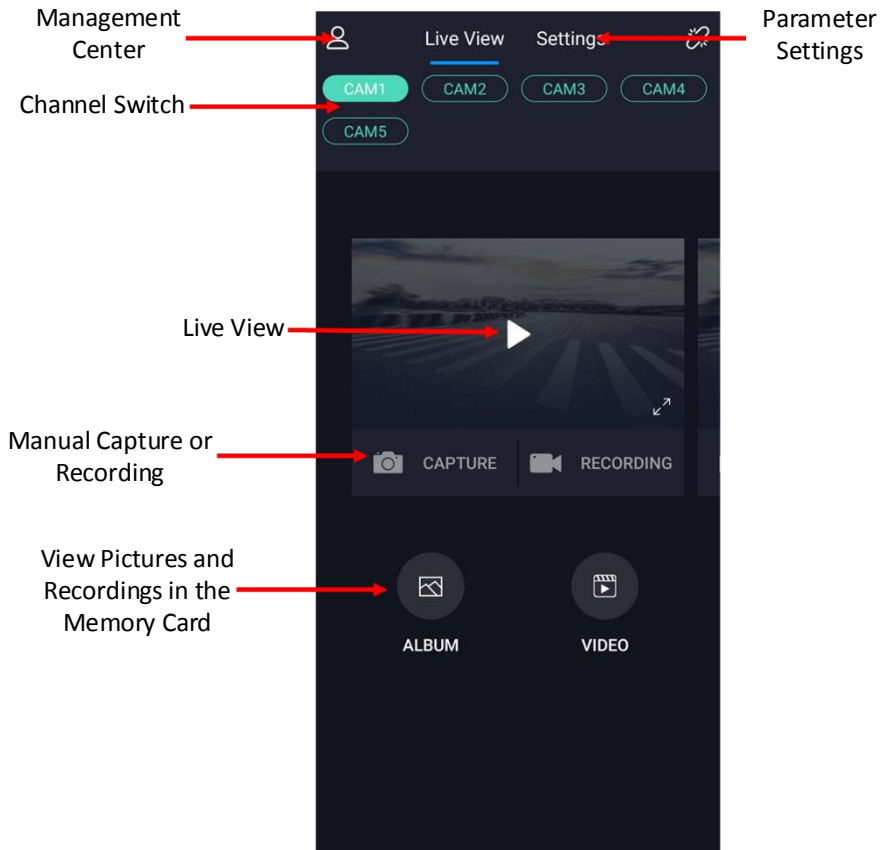 Management
Center
Live View
Settings
Parameter
Settings
Channel Switch
CAM1
CAM2
CAM3
CAM4
CAM5
Live View
Manual Capture or
Recording
CAPTURE
RECORDING
View Pictures and
Recordings in the
Memory Card
ALBUM
VIDEO